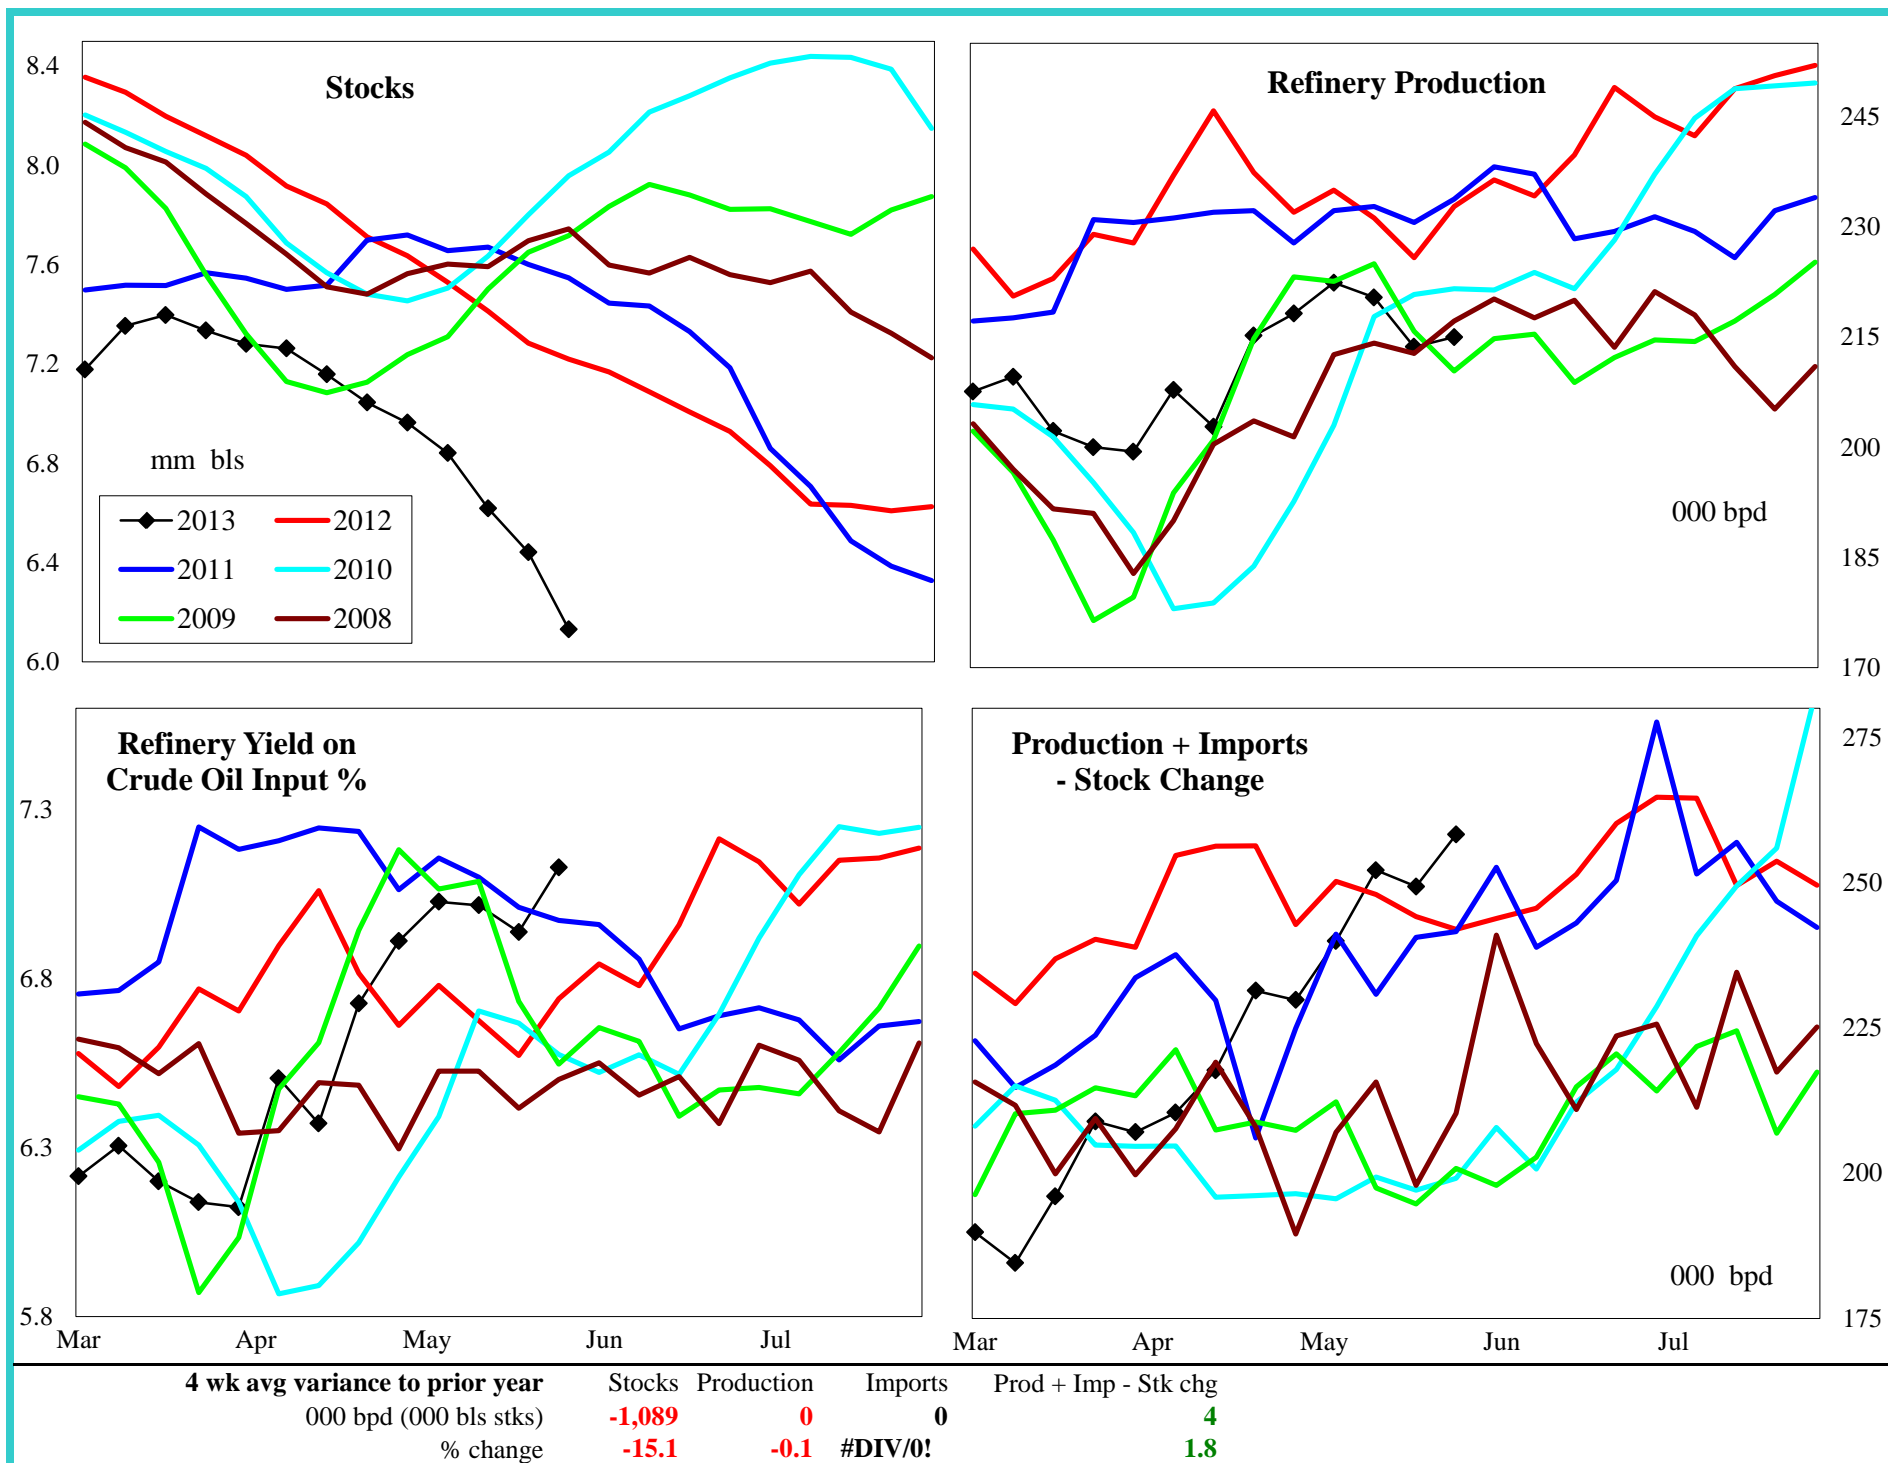 Stocks
8.4
8.0
7.6
7.2
6.8
6.4
6.0
mm bls
2013 2012
2011 2010
2009 2008
Refinery Production
245
230
215
200
185
170
000 bpd
Refinery Yield on
Crude Oil Input %
7.3
6.8
6.3
5.8
Mar Apr May Jun Jul
Production + Imports
- Stock Change
275
250
225
200
175
000 bpd
Mar Apr May Jun Jul
4 wk avg variance to prior year Stocks Production Imports Prod + Imp - Stk chg
000 bpd (000 bls stks) -1,089 0 0 4
% change -15.1 -0.1 #DIV/0! 1.8